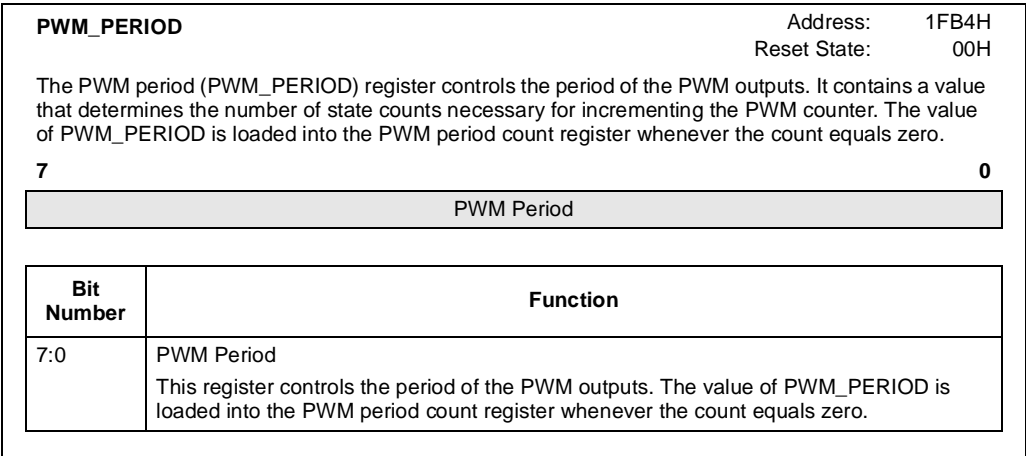 PWM_PERIOD Address: 1FB4H
Reset State: 00H
The PWM period (PWM_PERIOD) register controls the period of the PWM outputs. It contains a value
that determines the number of state counts necessary for incrementing the PWM counter. The value
of PWM_PERIOD is loaded into the PWM period count register whenever the count equals zero.
7 0
PWM Period
Bit
Number
Function
7:0 PWM Period
This register controls the period of the PWM outputs. The value of PWM_PERIOD is
loaded into the PWM period count register whenever the count equals zero.